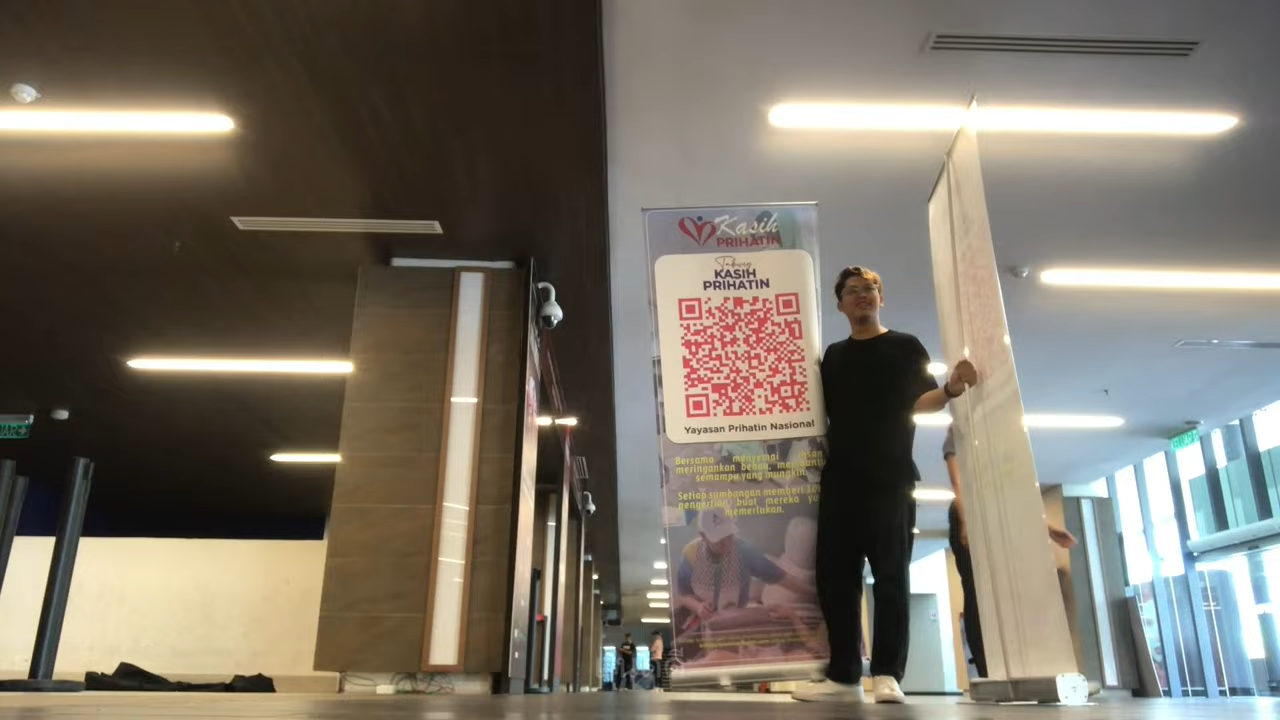 Kasih
PRIHATIN
Tabung
KASIH
PRIHATIN
Yayasan Prihatin Nasional
Bersama menyemai
meringankan beban,
semampu yang mungkin.
Setiap sumbangan memberi
pengertian buat mereka
memerlukan.